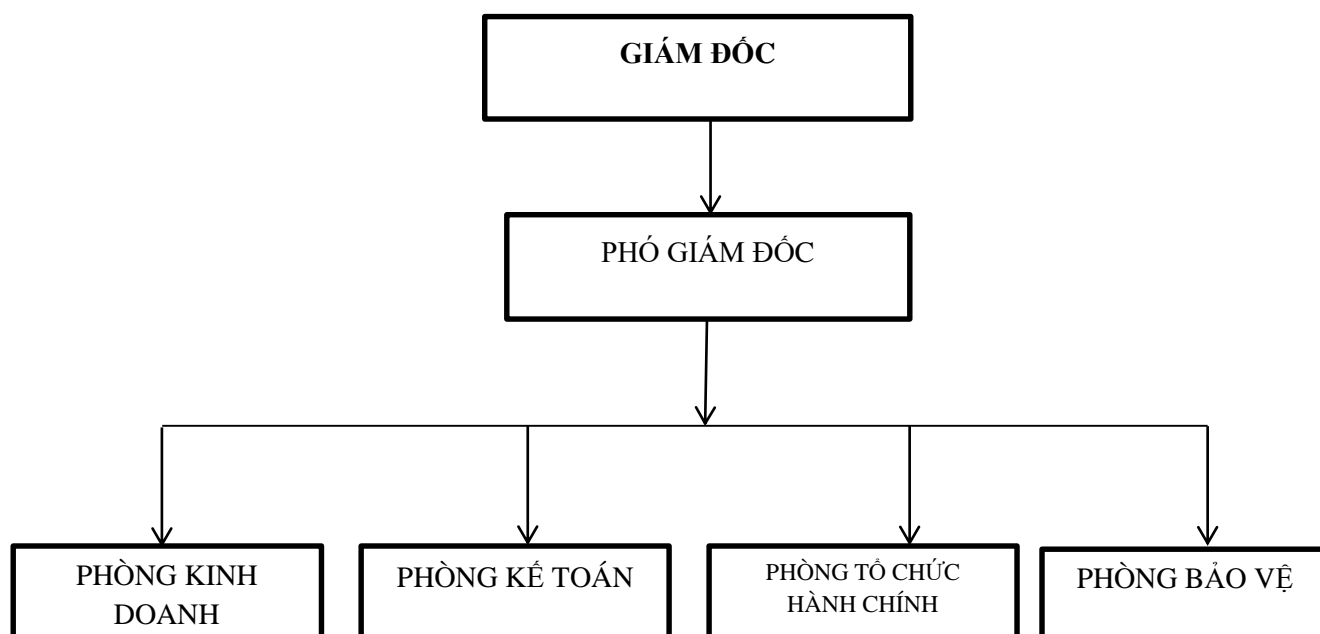 GIÁM ĐỐC
PHÓ GIÁM ĐỐC
PHÒNG KINH
DOANH
PHÒNG KẾ TOÁN
PHÒNG TỔ CHỨC
HÀNH CHÍNH
PHÒNG BẢO VỆ